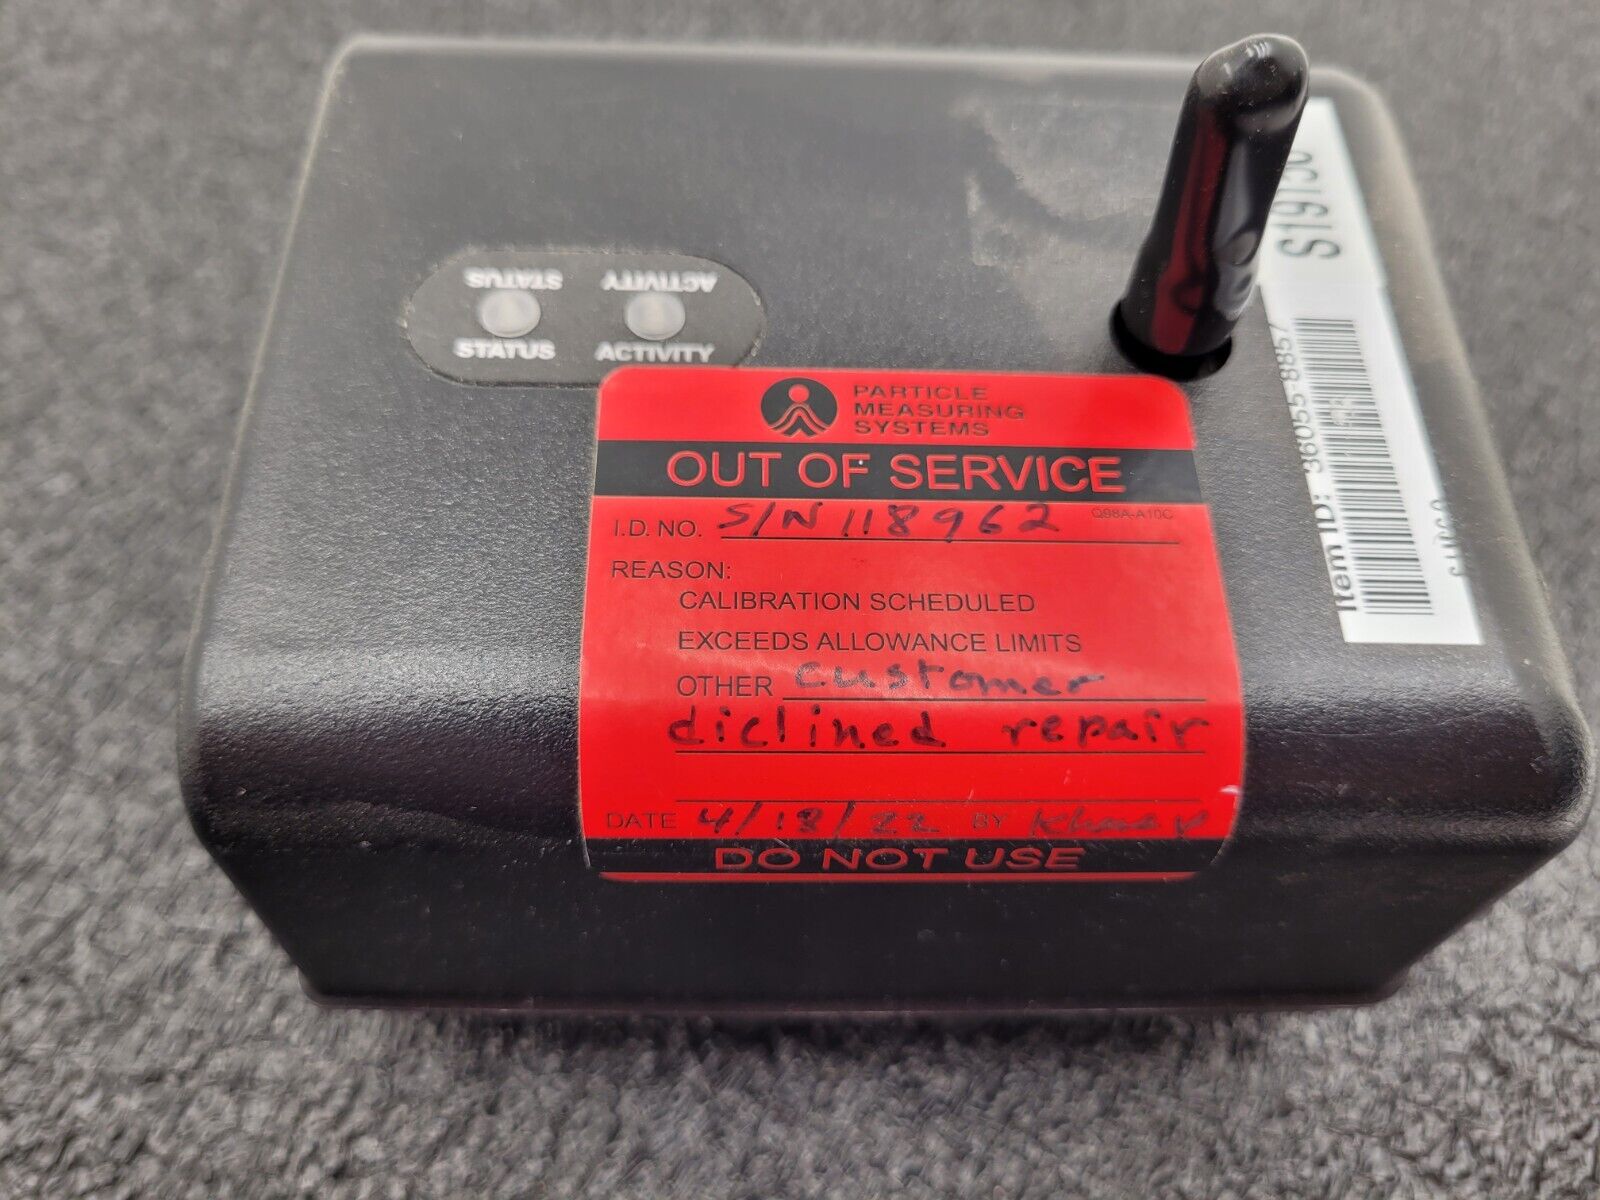 STATUS ACTIVITY
STATUS ACTIVITY
PARTICLE
MEASURING
SYSTEMS
OUT OF SERVICE
I.D. NO. S/N 118962 Q98A-A10C
REASON:
CALIBRATION SCHEDULED
EXCEEDS ALLOWANCE LIMITS
OTHER customer
diclined repair
DATE 4/18/22 BY
DO NOT USE
S19150
Item ID: 36055-8857